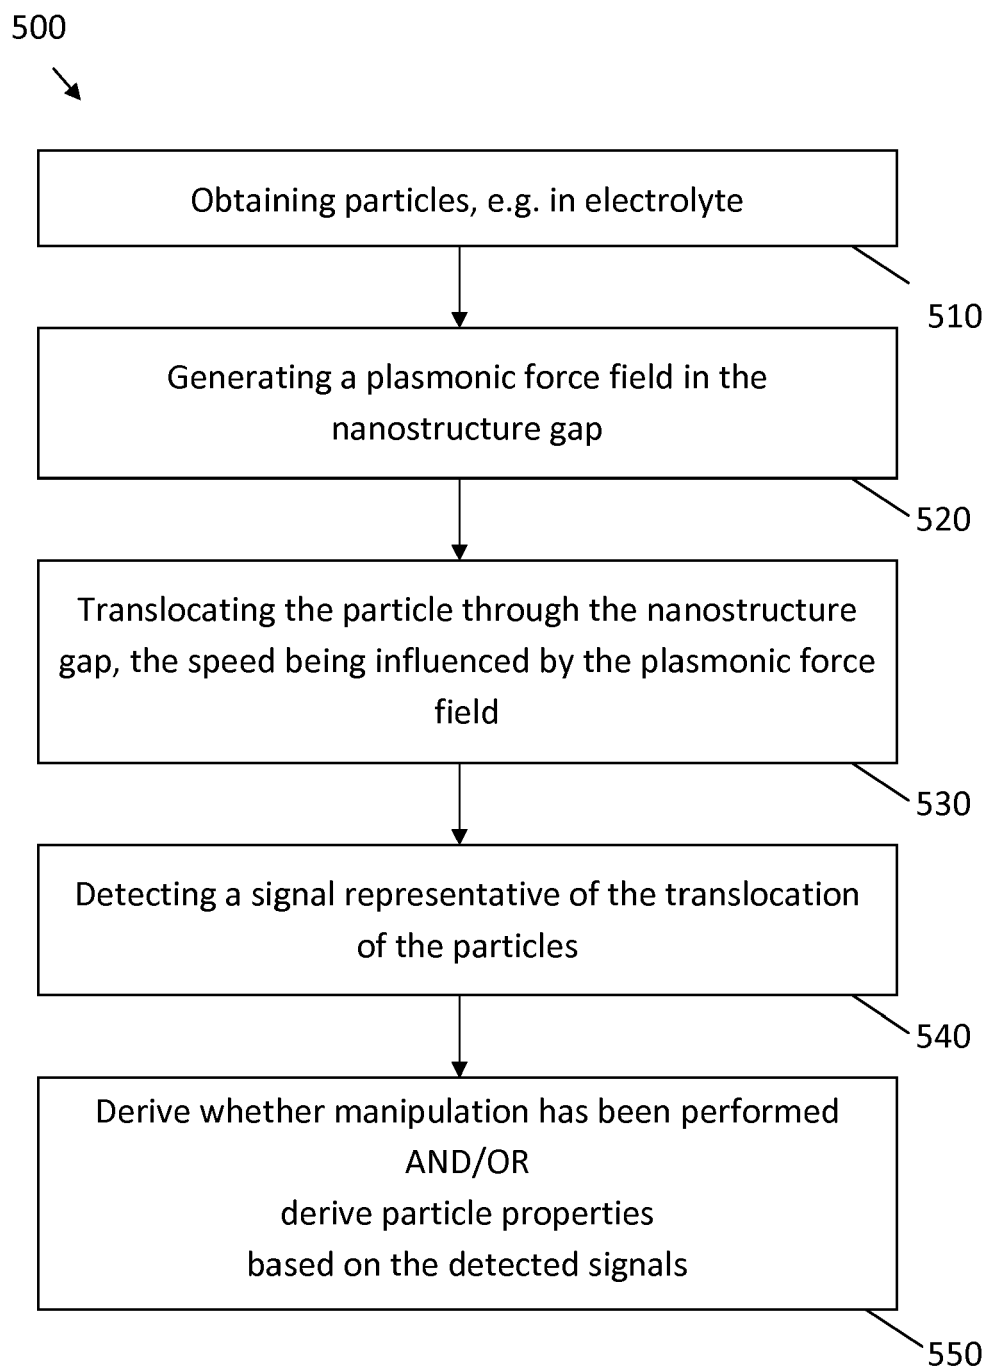 500
Obtaining particles, e.g. in electrolyte
510
Generating a plasmonic force field in the
nanostructure gap
520
Translocating the particle through the nanostructure
gap, the speed being influenced by the plasmonic force
field
530
Detecting a signal representative of the translocation
of the particles
540
Derive whether manipulation has been performed
AND/OR
derive particle properties
based on the detected signals
550